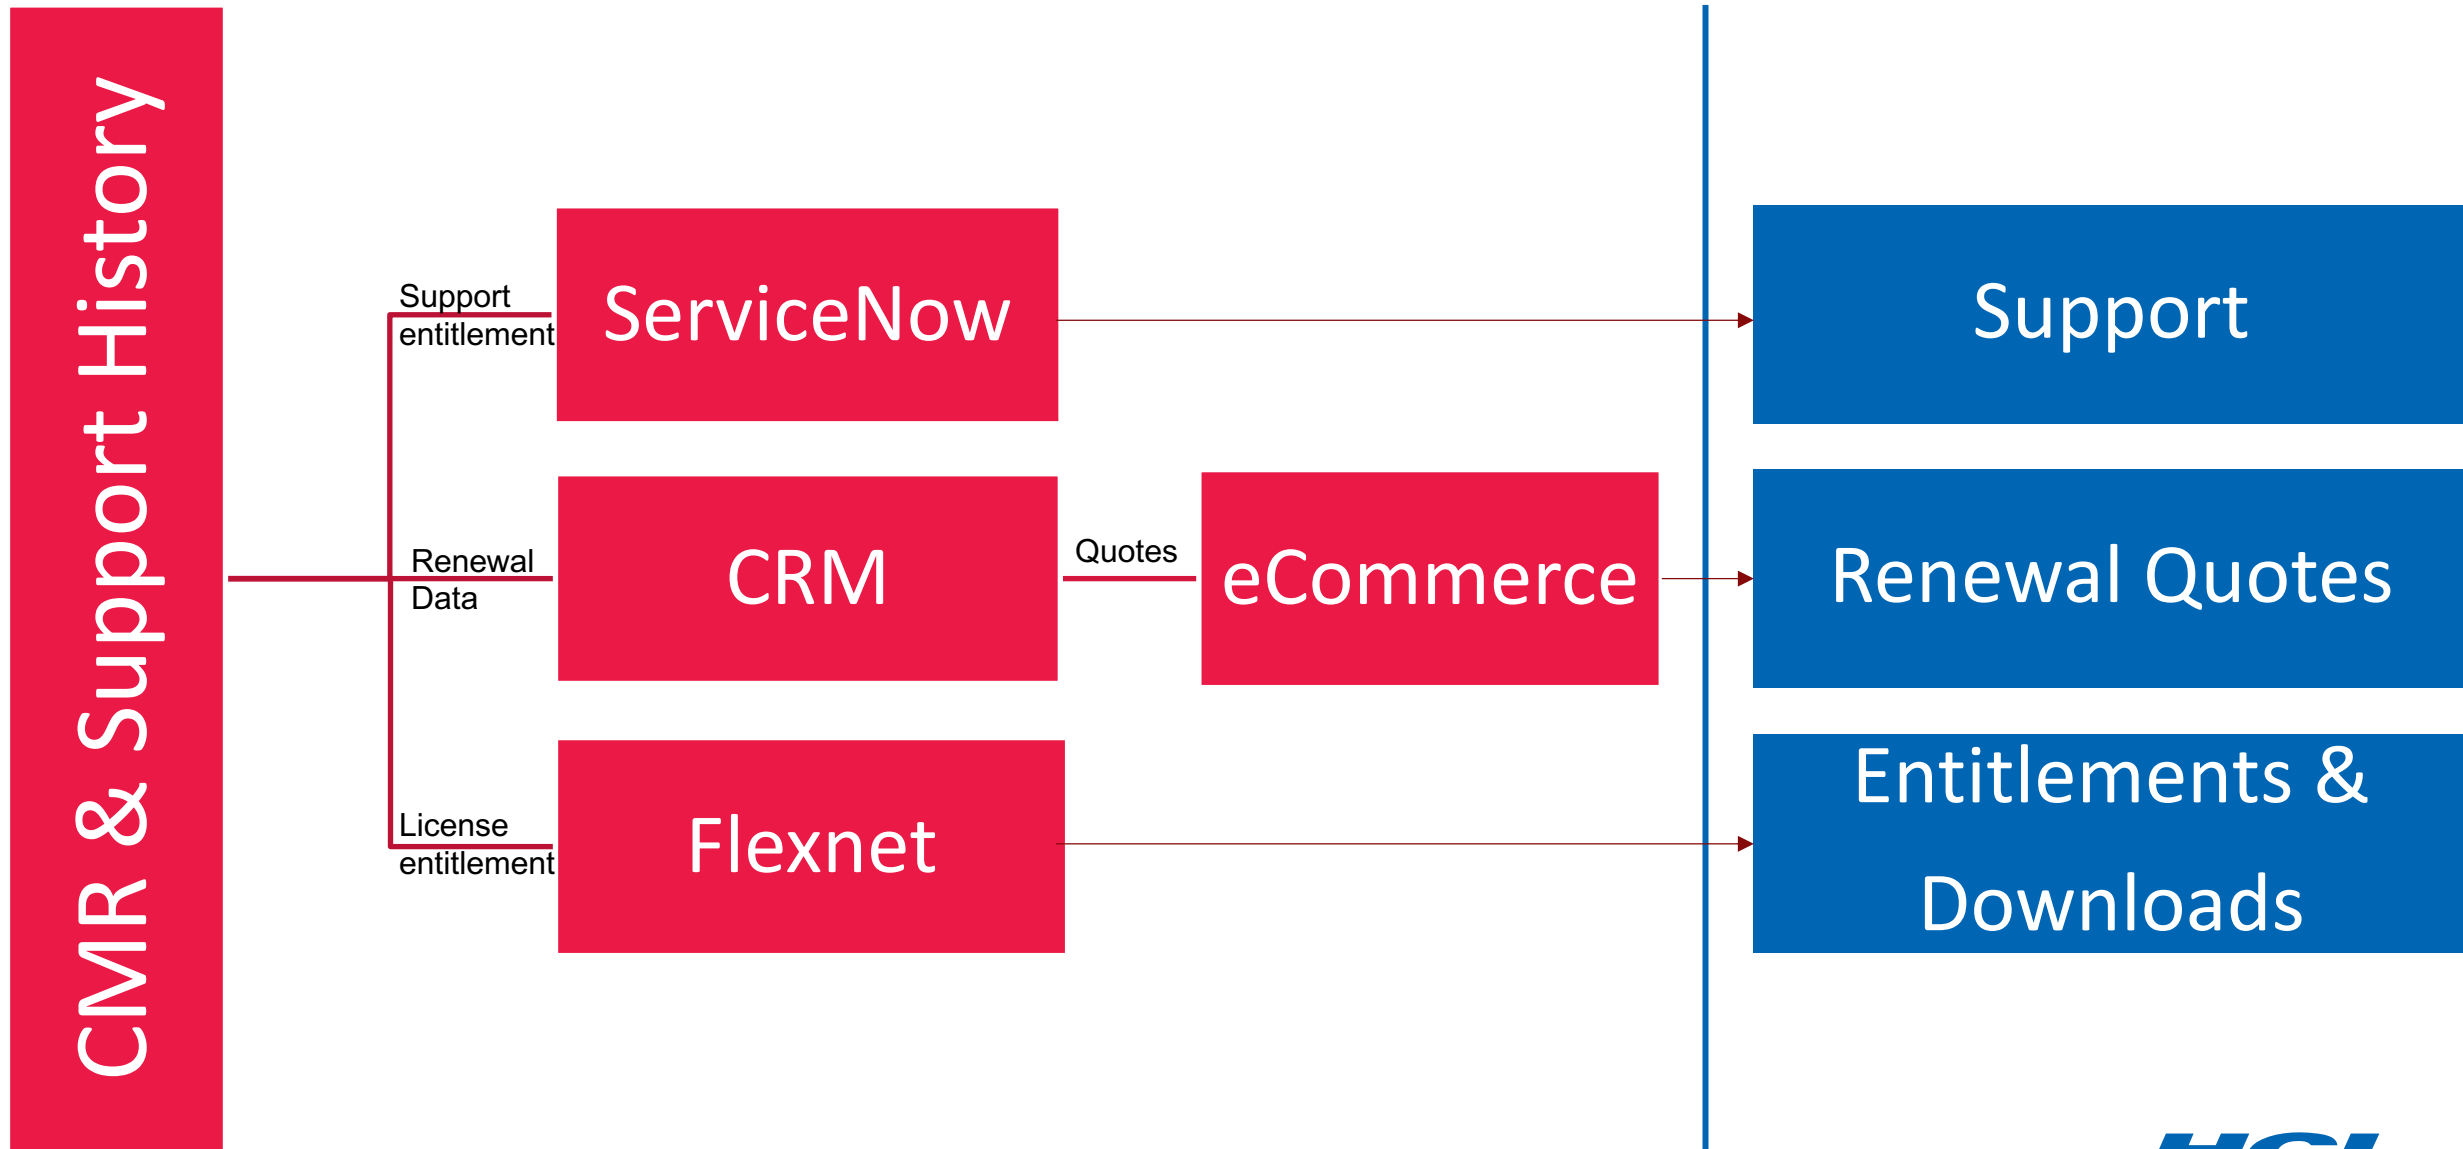 CMR & Support History
Support
entitlement
ServiceNow
Support
Renewal
Data
CRM
Quotes
eCommerce
Renewal Quotes
License
entitlement
Flexnet
Entitlements &
Downloads